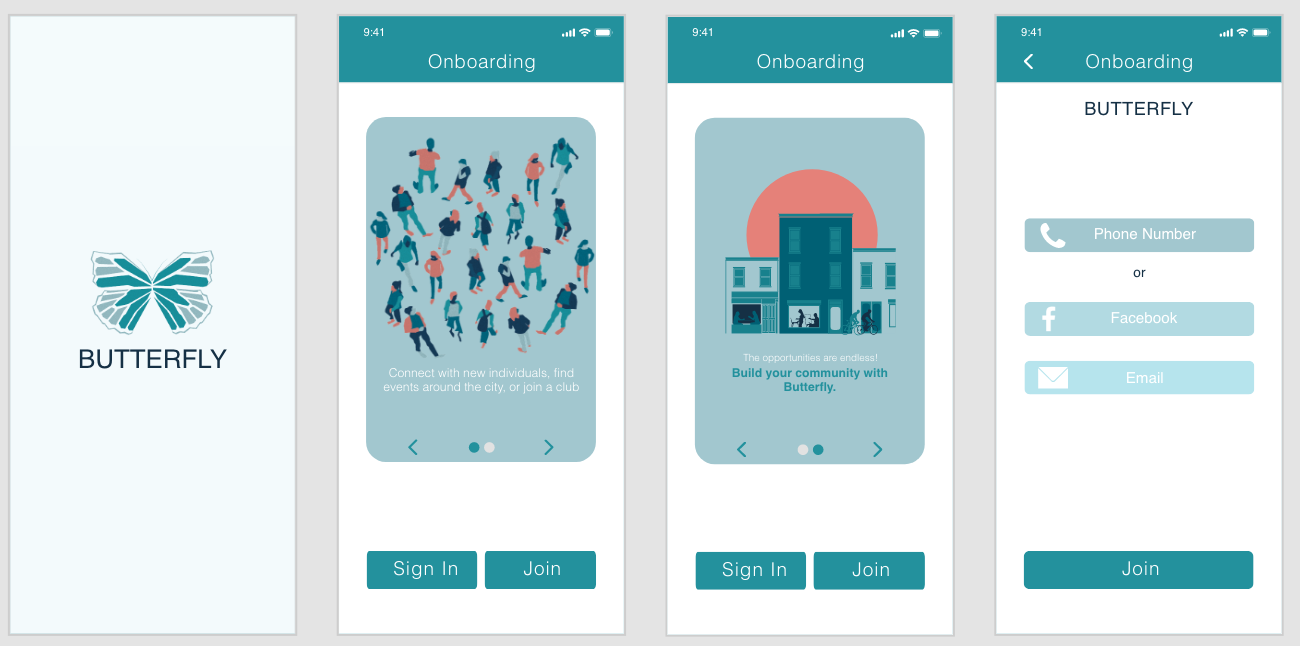 BUTTERFLY
9:41
Onboarding
Connect with new individuals, find
events around the city, or join a club
Sign In
Join
9:41
Onboarding
The opportunities are endless!
Build your community with
Butterfly.
Sign In
Join
9:41
Onboarding
BUTTERFLY
Phone Number
or
Facebook
Email
Join